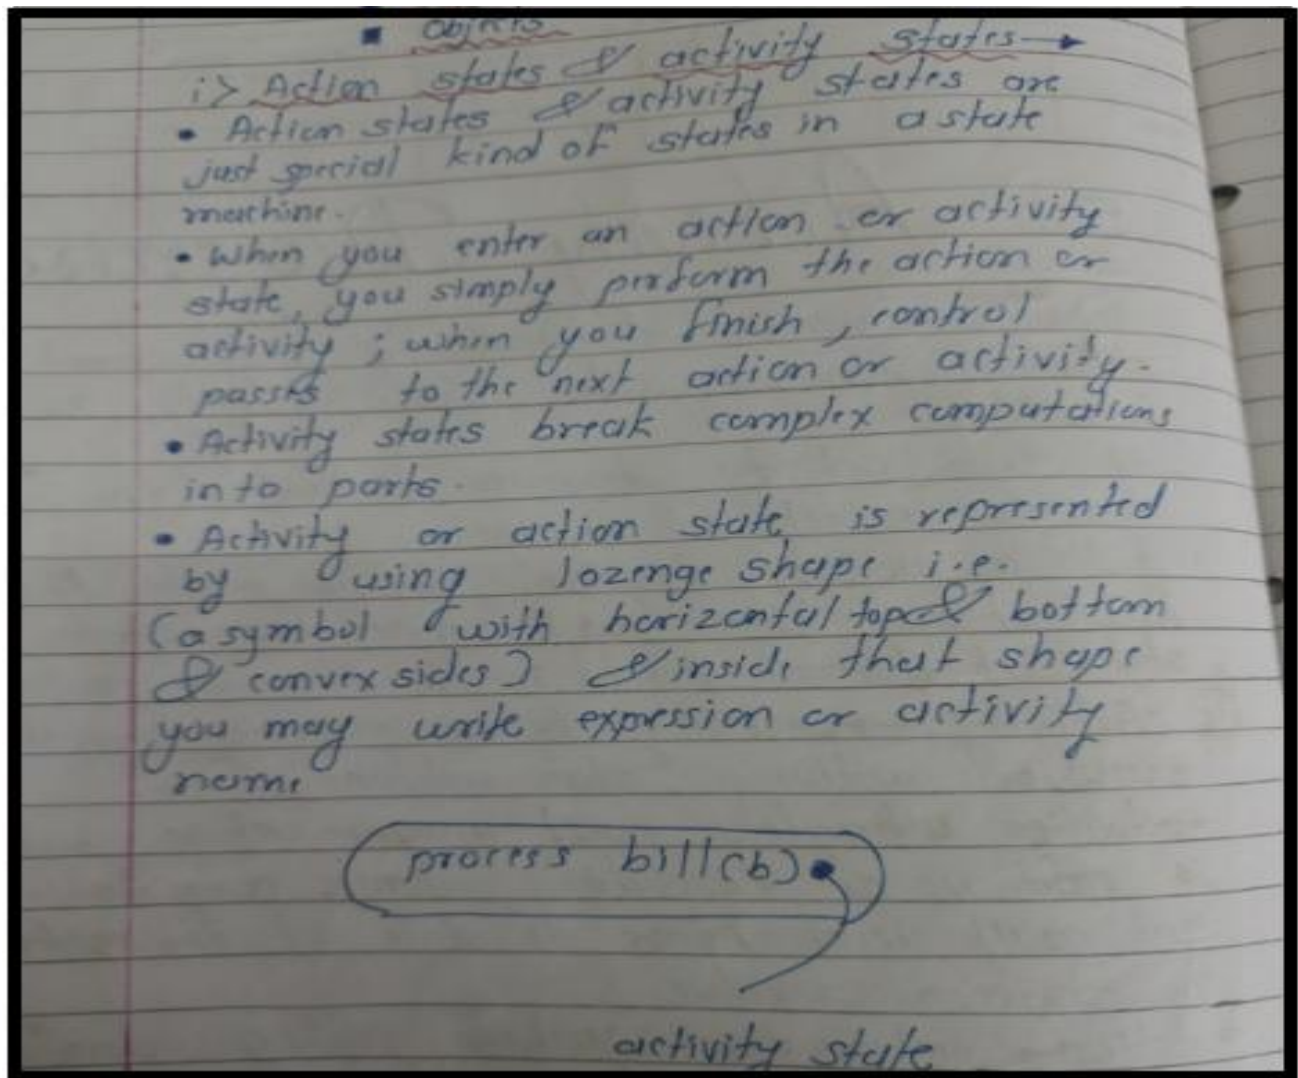 ▪ Objects
i> Action states & activity states →
• Action states & activity states are
just special kind of states in a state
machine.
• When you enter an action or activity
state, you simply perform the action or
activity ; when you finish, control
passes to the next action or activity.
• Activity states break complex computations
into parts.
• Activity or action state is represented
by using lozenge shape i.e.
(a symbol with horizontal top & bottom
& convex sides) & inside that shape
you may write expression or activity
name
process bill(b)
activity state